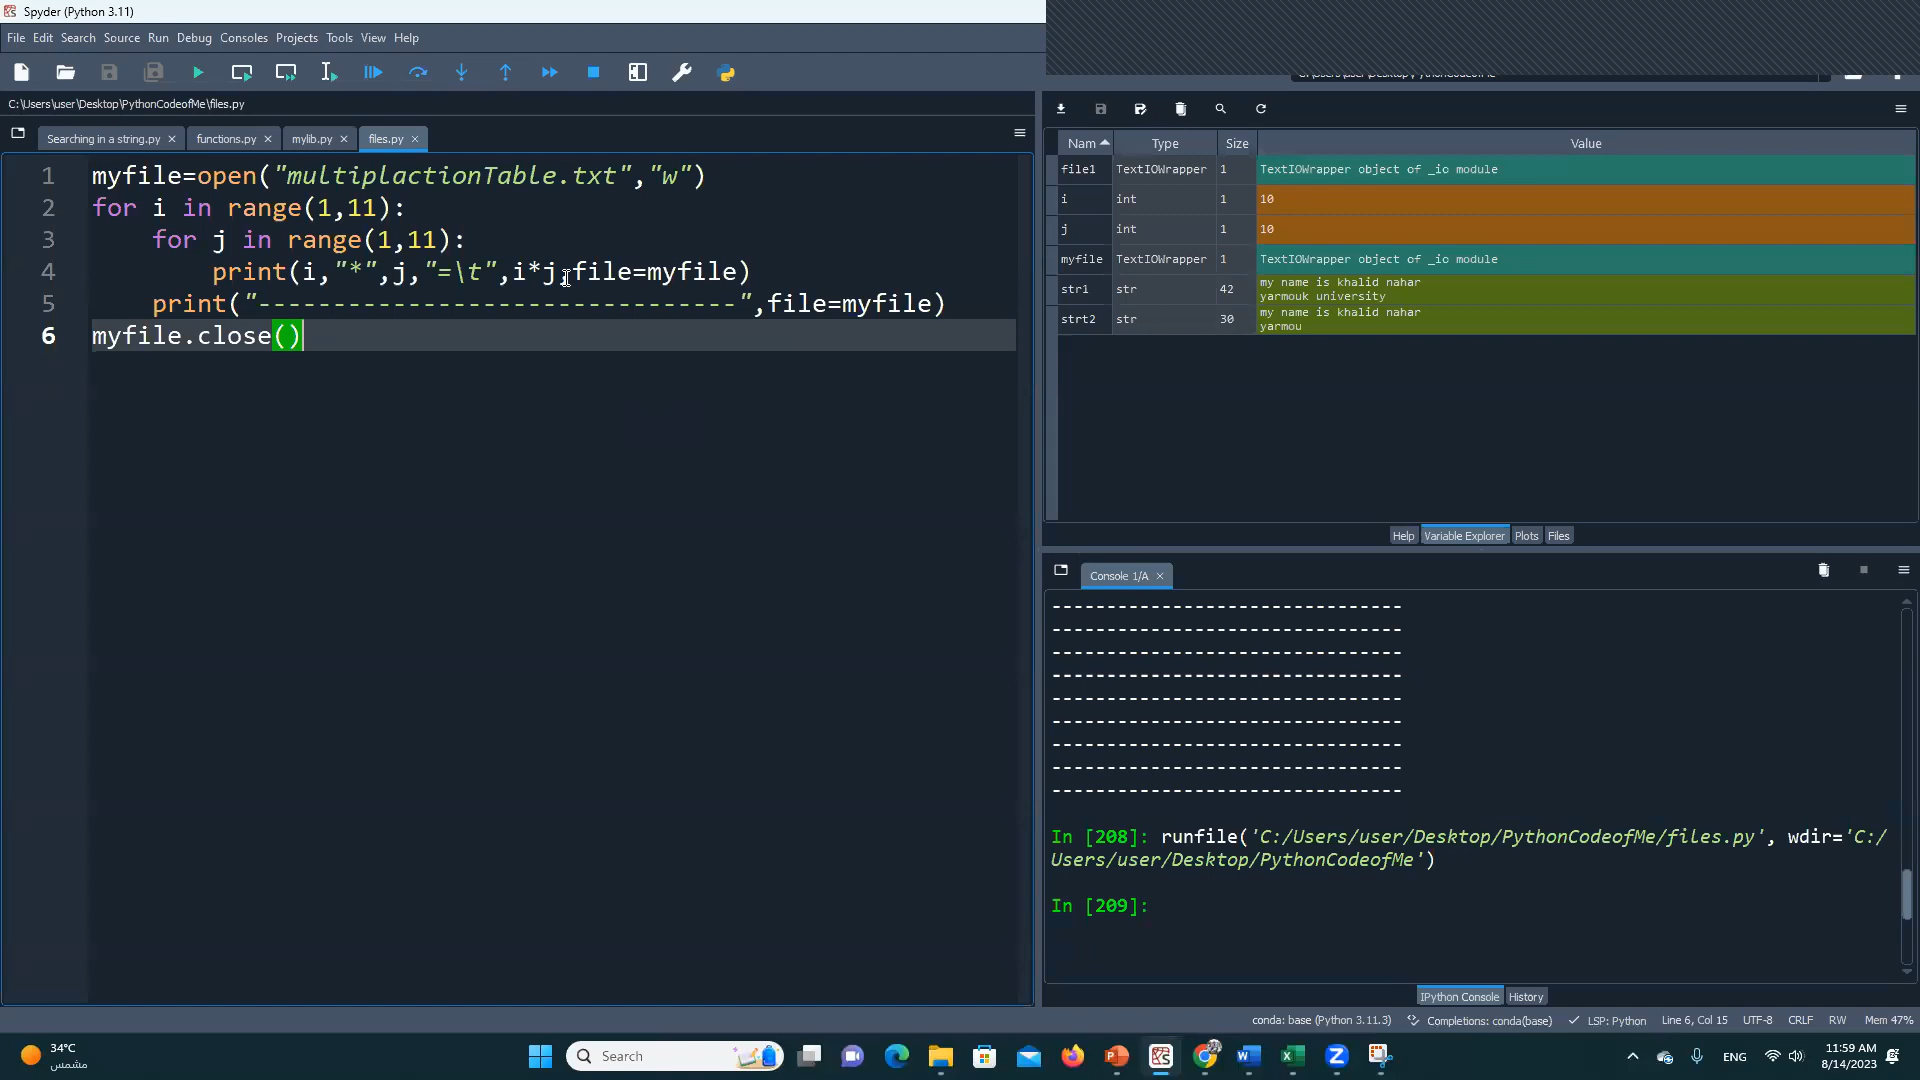 Spyder (Python 3.11)
File Edit Search Source Run Debug Consoles Projects Tools View Help
C:\Users\user\Desktop\PythonCodeofMe\files.py
Searching in a string.py functions.py mylib.py files.py
1 myfile=open("multiplactionTable.txt","w")
2 for i in range(1,11):
3 for j in range(1,11):
4 print(i,"*",j,"=\t",i*j,file=myfile)
5 print("--------------------------------",file=myfile)
6 myfile.close()
Nam Type Size Value
file1 TextIOWrapper 1 TextIOWrapper object of _io module
i int 1 10
j int 1 10
myfile TextIOWrapper 1 TextIOWrapper object of _io module
str1 str 42 my name is khalid nahar
yarmouk university
strt2 str 30 my name is khalid nahar
yarmou
Help Variable Explorer Plots Files
Console 1/A
--------------------------------
--------------------------------
--------------------------------
--------------------------------
--------------------------------
--------------------------------
--------------------------------
--------------------------------
--------------------------------
In [208]: runfile('C:/Users/user/Desktop/PythonCodeofMe/files.py', wdir='C:/
Users/user/Desktop/PythonCodeofMe')
In [209]:
IPython Console History
conda: base (Python 3.11.3) Completions: conda(base) LSP: Python Line 6, Col 15 UTF-8 CRLF RW Mem 47%
34°C
مشمس
Search
ENG
11:59 AM
8/14/2023